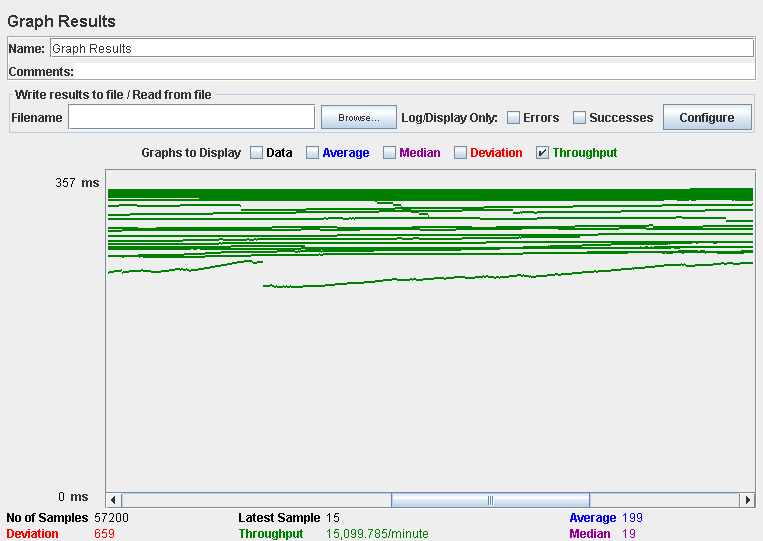 Graph Results
Name: Graph Results
Comments:
Write results to file / Read from file
Filename Browse... Log/Display Only: Errors Successes Configure
Graphs to Display Data Average Median Deviation Throughput
357 ms
0 ms
No of Samples 57200 Latest Sample 15 Average 199
Deviation 659 Throughput 15,099.785/minute Median 19